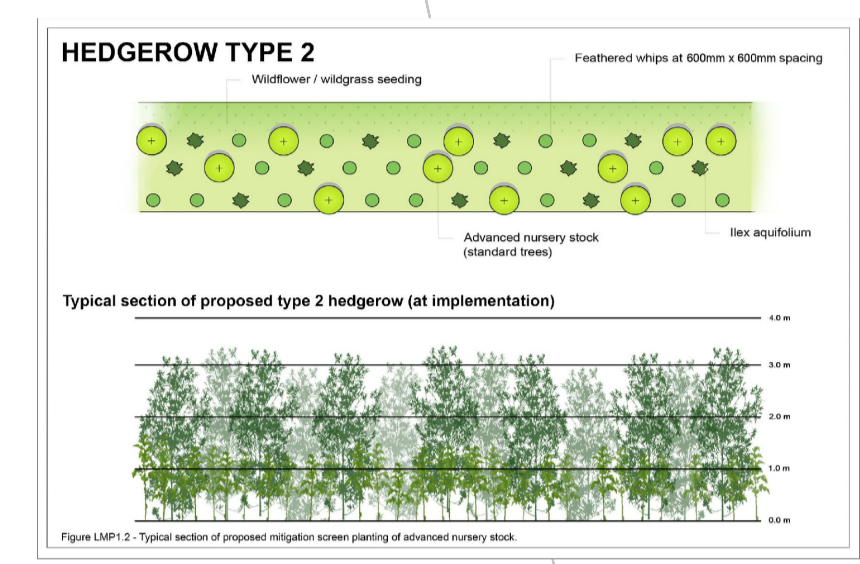 HEDGEROW TYPE 2
Feathered whips at 600mm x 600mm spacing
Wildflower / wildgrass seeding
Advanced nursery stock
(standard trees)
Ilex aquifolium
Typical section of proposed type 2 hedgerow (at implementation)
4.0 m
3.0 m
2.0 m
1.0 m
0.0 m
Figure LMP1.2 - Typical section of proposed mitigation screen planting of advanced nursery stock.